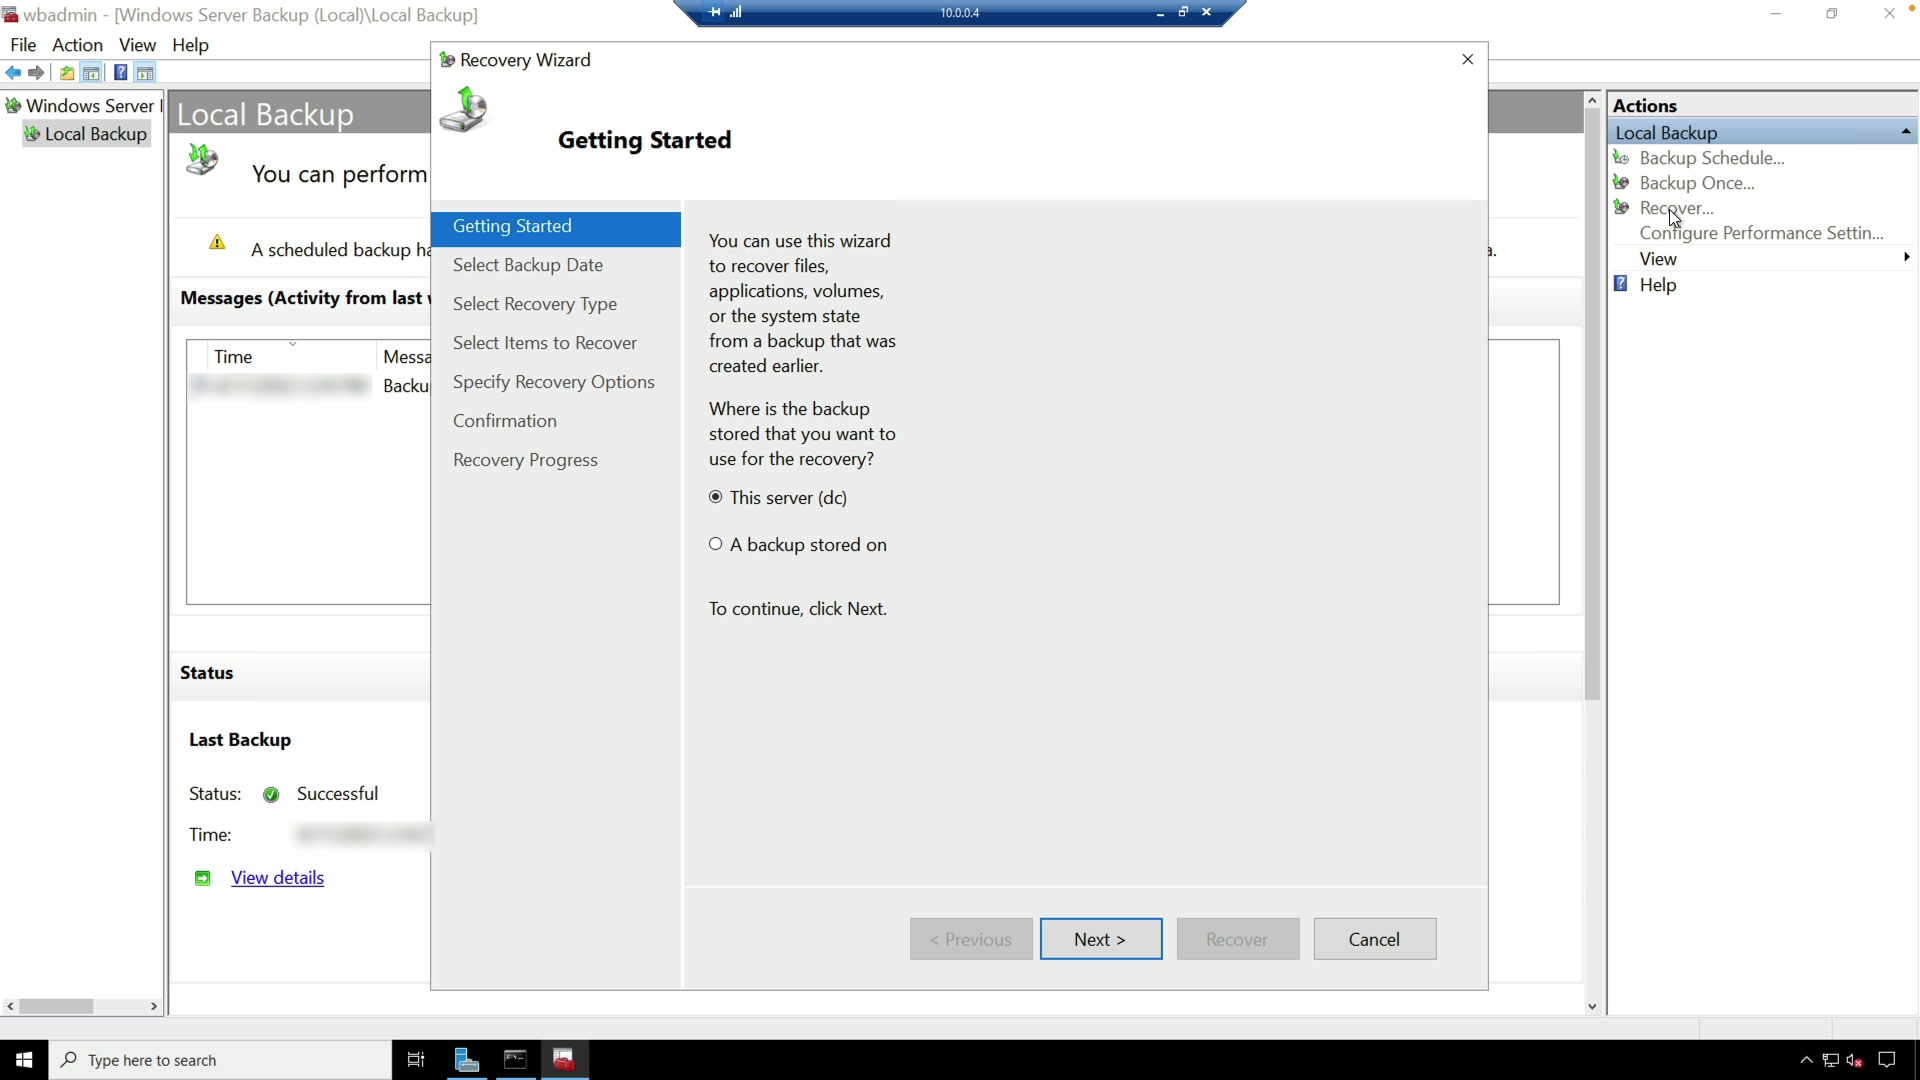 wbadmin - [Windows Server Backup (Local)\Local Backup]
10.0.0.4
File Action View Help
Windows Server
Local Backup
Local Backup
You can perform
A scheduled backup ha
a.
Messages (Activity from last
Time
Messa
Backu
Status
Last Backup
Status: Successful
Time:
View details
Recovery Wizard
Getting Started
Getting Started
Select Backup Date
Select Recovery Type
Select Items to Recover
Specify Recovery Options
Confirmation
Recovery Progress
You can use this wizard
to recover files,
applications, volumes,
or the system state
from a backup that was
created earlier.
Where is the backup
stored that you want to
use for the recovery?
This server (dc)
A backup stored on
To continue, click Next.
< Previous
Next >
Recover
Cancel
Actions
Local Backup
Backup Schedule...
Backup Once...
Recover...
Configure Performance Settin...
View
Help
Type here to search